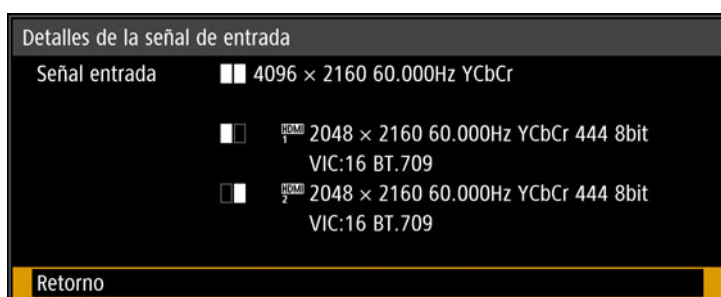 Detalles de la señal de entrada
Señal entrada 4096 × 2160 60.000Hz YCbCr
HDMI 1 2048 × 2160 60.000Hz YCbCr 444 8bit
VIC:16 BT.709
HDMI 2 2048 × 2160 60.000Hz YCbCr 444 8bit
VIC:16 BT.709
Retorno